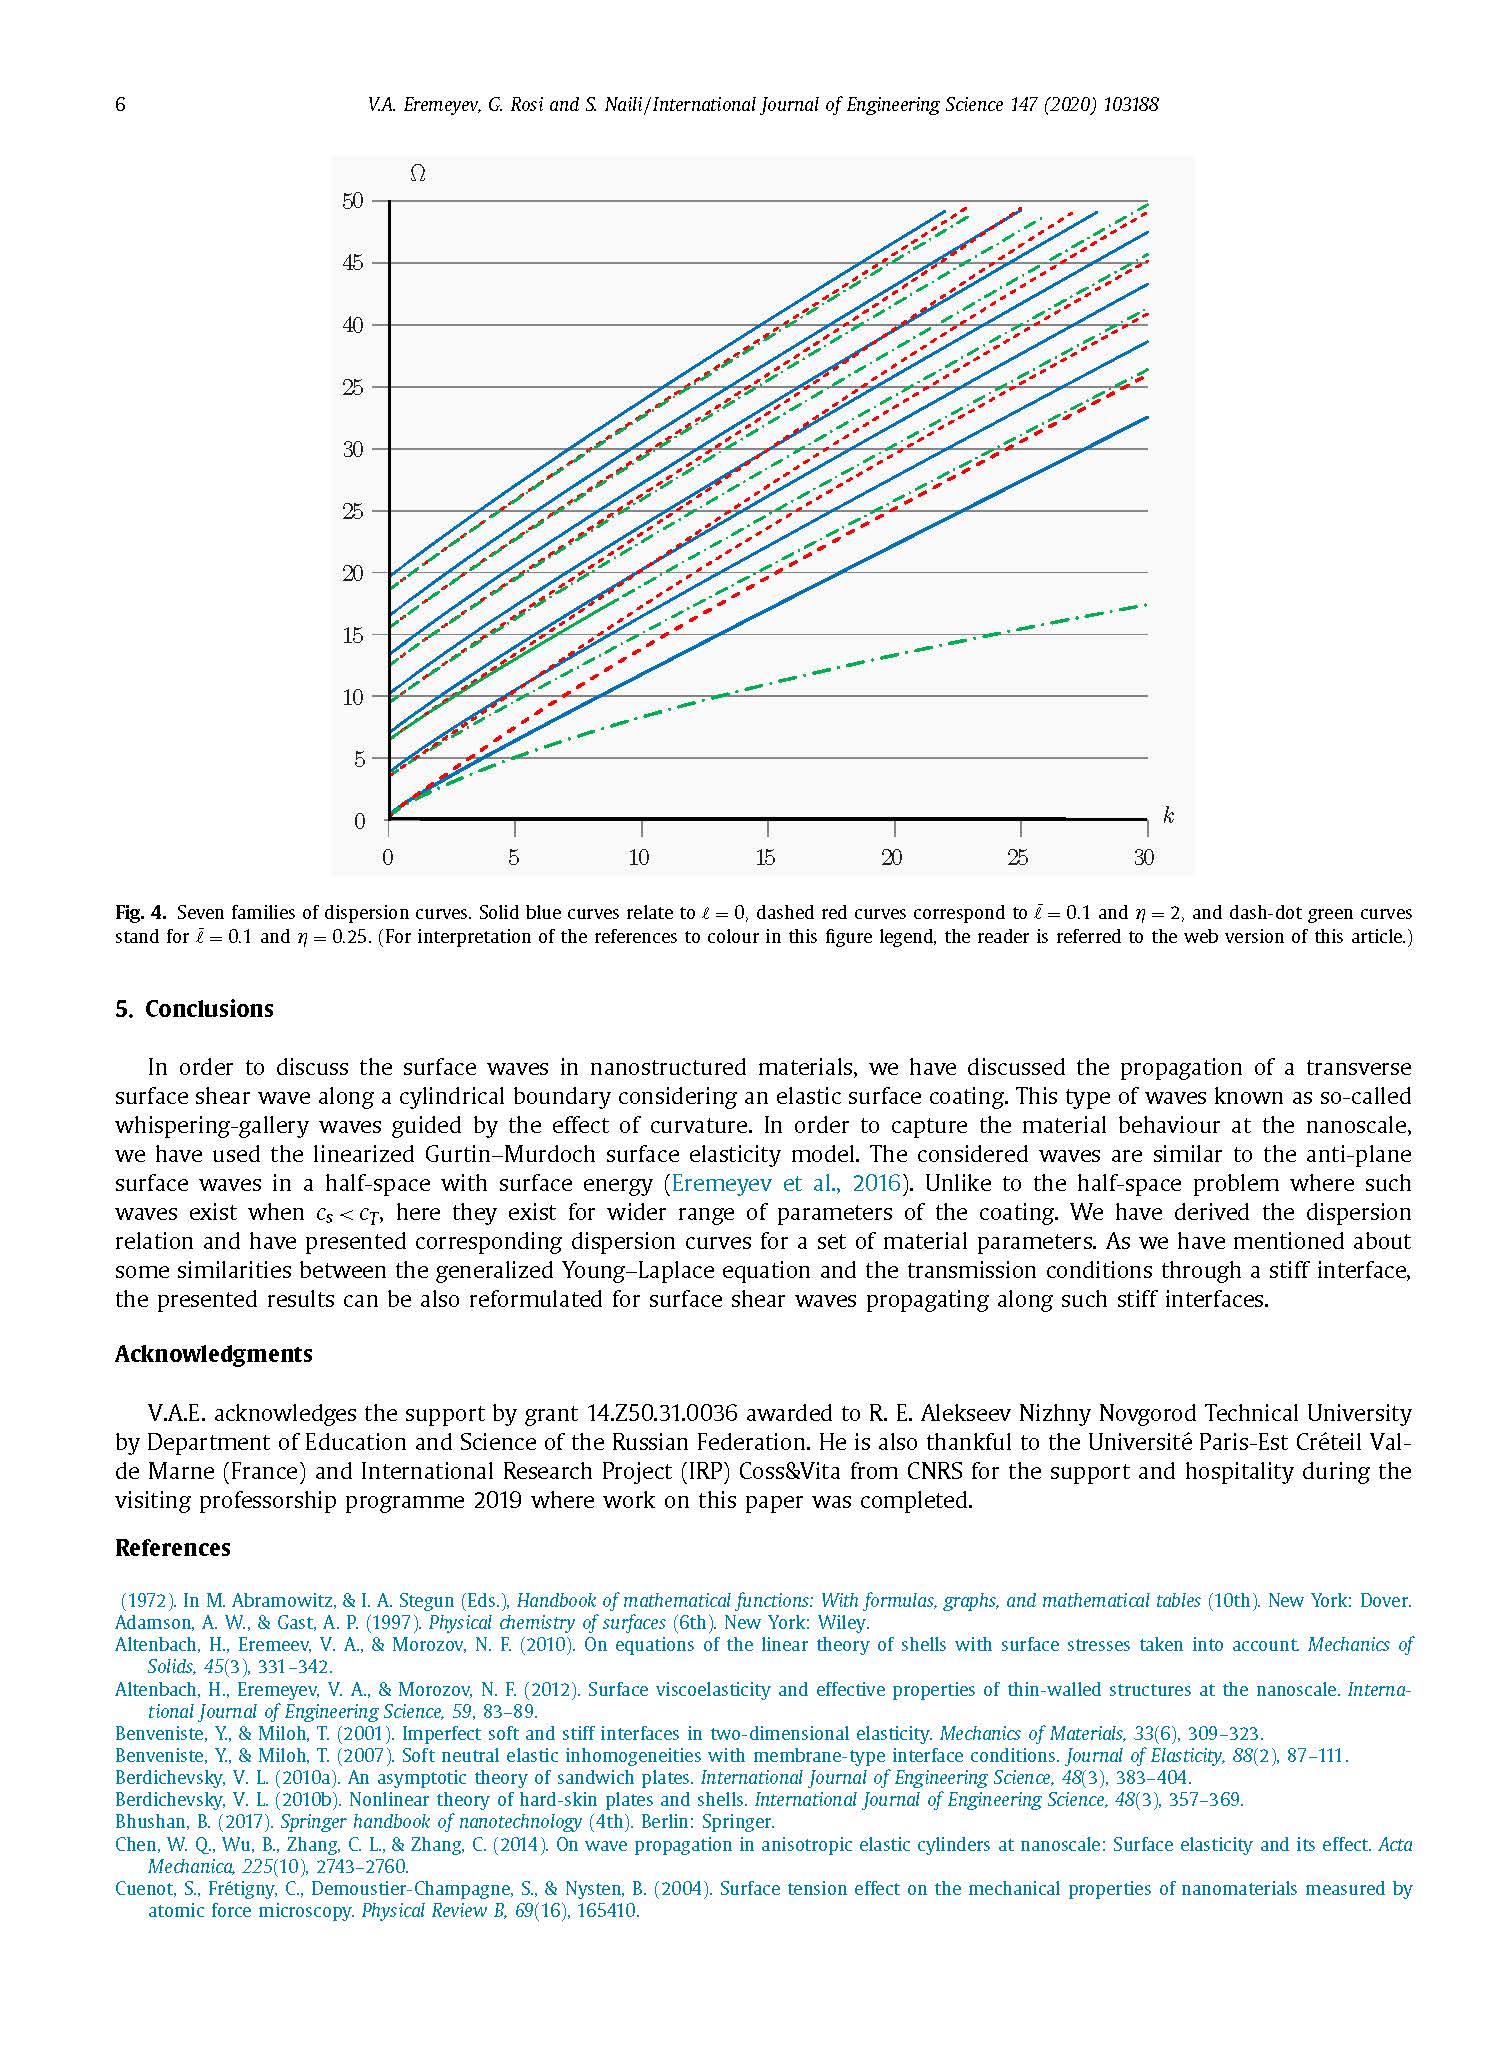 6
V.A. Eremeyev, G. Rosi and S. Naili/International Journal of Engineering Science 147 (2020) 103188
Ω
50
45
40
25
30
25
20
15
10
5
0
k
0 5 10 15 20 25 30
Fig. 4. Seven families of dispersion curves. Solid blue curves relate to ℓ = 0, dashed red curves correspond to ℓ̄ = 0.1 and η = 2, and dash-dot green curves
stand for ℓ̄ = 0.1 and η = 0.25. (For interpretation of the references to colour in this figure legend, the reader is referred to the web version of this article.)
5. Conclusions
In order to discuss the surface waves in nanostructured materials, we have discussed the propagation of a transverse
surface shear wave along a cylindrical boundary considering an elastic surface coating. This type of waves known as so-called
whispering-gallery waves guided by the effect of curvature. In order to capture the material behaviour at the nanoscale,
we have used the linearized Gurtin–Murdoch surface elasticity model. The considered waves are similar to the anti-plane
surface waves in a half-space with surface energy (Eremeyev et al., 2016). Unlike to the half-space problem where such
waves exist when cs < cT, here they exist for wider range of parameters of the coating. We have derived the dispersion
relation and have presented corresponding dispersion curves for a set of material parameters. As we have mentioned about
some similarities between the generalized Young–Laplace equation and the transmission conditions through a stiff interface,
the presented results can be also reformulated for surface shear waves propagating along such stiff interfaces.
Acknowledgments
V.A.E. acknowledges the support by grant 14.Z50.31.0036 awarded to R. E. Alekseev Nizhny Novgorod Technical University
by Department of Education and Science of the Russian Federation. He is also thankful to the Université Paris-Est Créteil Val-
de Marne (France) and International Research Project (IRP) Coss&Vita from CNRS for the support and hospitality during the
visiting professorship programme 2019 where work on this paper was completed.
References
(1972). In M. Abramowitz, & I. A. Stegun (Eds.), Handbook of mathematical functions: With formulas, graphs, and mathematical tables (10th). New York: Dover.
Adamson, A. W., & Gast, A. P. (1997). Physical chemistry of surfaces (6th). New York: Wiley.
Altenbach, H., Eremeev, V. A., & Morozov, N. F. (2010). On equations of the linear theory of shells with surface stresses taken into account. Mechanics of
Solids, 45(3), 331–342.
Altenbach, H., Eremeyev, V. A., & Morozov, N. F. (2012). Surface viscoelasticity and effective properties of thin-walled structures at the nanoscale. Interna-
tional Journal of Engineering Science, 59, 83–89.
Benveniste, Y., & Miloh, T. (2001). Imperfect soft and stiff interfaces in two-dimensional elasticity. Mechanics of Materials, 33(6), 309–323.
Benveniste, Y., & Miloh, T. (2007). Soft neutral elastic inhomogeneities with membrane-type interface conditions. Journal of Elasticity, 88(2), 87–111.
Berdichevsky, V. L. (2010a). An asymptotic theory of sandwich plates. International Journal of Engineering Science, 48(3), 383–404.
Berdichevsky, V. L. (2010b). Nonlinear theory of hard-skin plates and shells. International Journal of Engineering Science, 48(3), 357–369.
Bhushan, B. (2017). Springer handbook of nanotechnology (4th). Berlin: Springer.
Chen, W. Q., Wu, B., Zhang, C. L., & Zhang, C. (2014). On wave propagation in anisotropic elastic cylinders at nanoscale: Surface elasticity and its effect. Acta
Mechanica, 225(10), 2743–2760.
Cuenot, S., Frétigny, C., Demoustier-Champagne, S., & Nysten, B. (2004). Surface tension effect on the mechanical properties of nanomaterials measured by
atomic force microscopy. Physical Review B, 69(16), 165410.